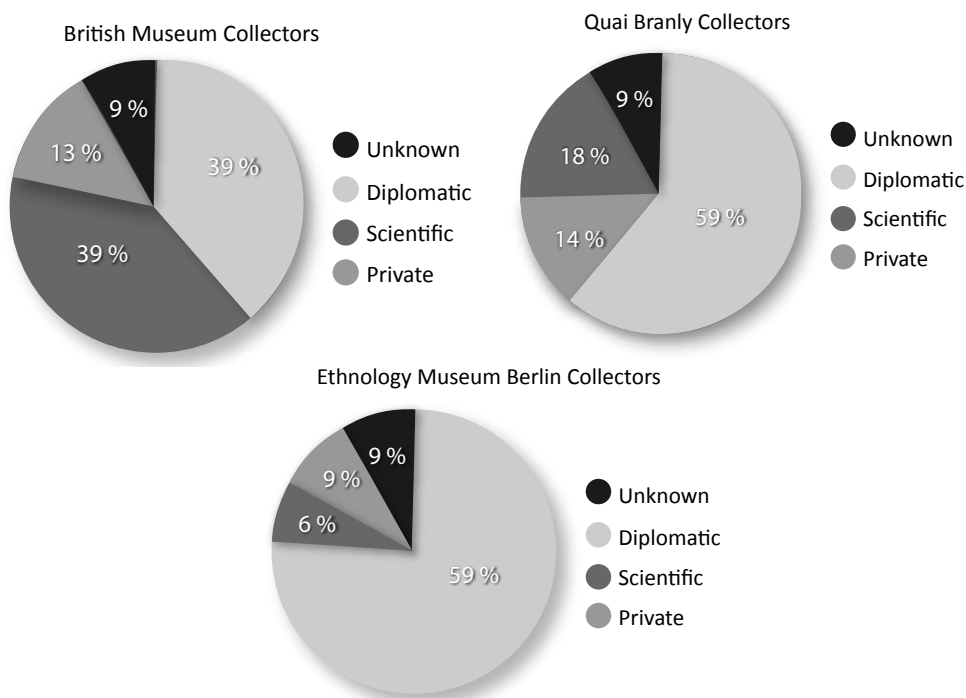 British Museum Collectors
9 %
39 %
13 %
39 %
Unknown
Diplomatic
Scientific
Private
Quai Branly Collectors
9 %
18 %
59 %
14 %
Unknown
Diplomatic
Scientific
Private
Ethnology Museum Berlin Collectors
9 %
9 %
6 %
59 %
Unknown
Diplomatic
Scientific
Private